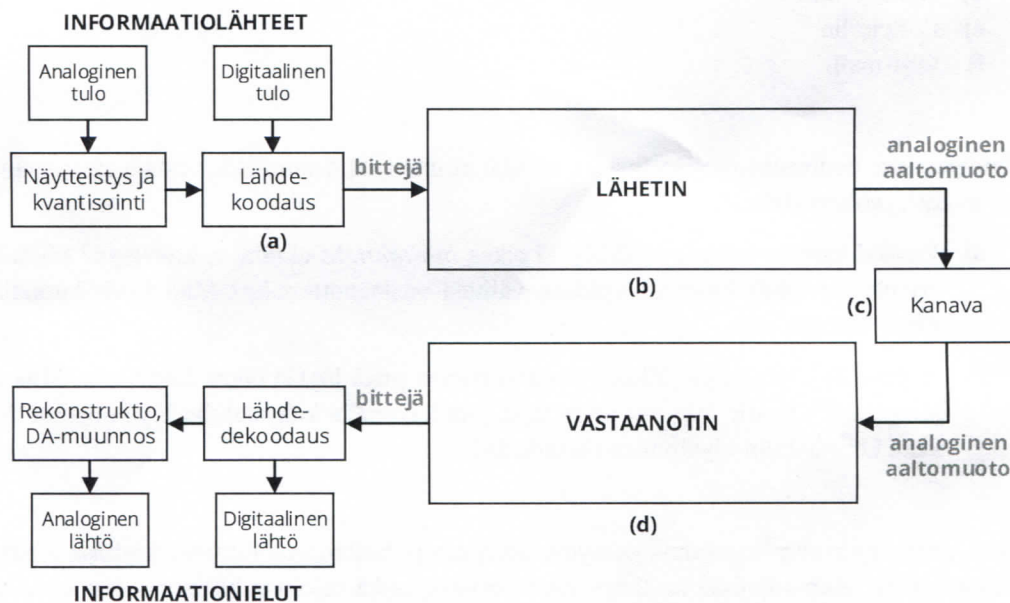 INFORMAATIOLÄHTEET
Analoginen
tulo
Digitaalinen
tulo
Näytteistys ja
kvantisointi
Lähde-
koodaus
(a)
bittejä
LÄHETIN
(b)
analoginen
aaltomuoto
(c)
Kanava
analoginen
aaltomuoto
VASTAANOTIN
(d)
bittejä
Lähde-
dekoodaus
Rekonstruktio,
DA-muunnos
Analoginen
lähtö
Digitaalinen
lähtö
INFORMAATIONIELUT